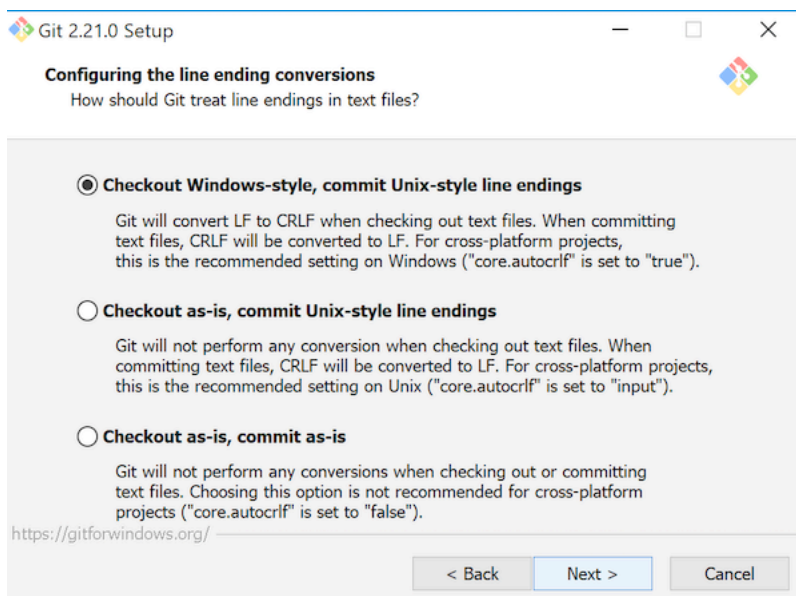 Git 2.21.0 Setup
Configuring the line ending conversions
How should Git treat line endings in text files?
Checkout Windows-style, commit Unix-style line endings
Git will convert LF to CRLF when checking out text files. When committing
text files, CRLF will be converted to LF. For cross-platform projects,
this is the recommended setting on Windows ("core.autocrlf" is set to "true").
Checkout as-is, commit Unix-style line endings
Git will not perform any conversion when checking out text files. When
committing text files, CRLF will be converted to LF. For cross-platform projects,
this is the recommended setting on Unix ("core.autocrlf" is set to "input").
Checkout as-is, commit as-is
Git will not perform any conversions when checking out or committing
text files. Choosing this option is not recommended for cross-platform
projects ("core.autocrlf" is set to "false").
https://gitforwindows.org/
< Back Next > Cancel